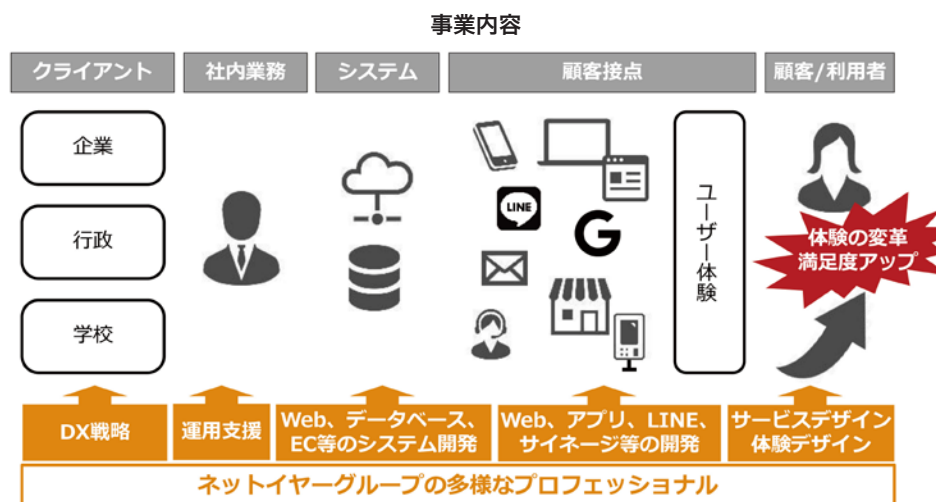 事業内容
クライアント
社内業務
システム
顧客接点
顧客/利用者
企業
行政
学校
LINE
G
ユーザー体験
体験の変革
満足度アップ
DX戦略
運用支援
Web、データベース、
EC等のシステム開発
Web、アプリ、LINE、
サイネージ等の開発
サービスデザイン
体験デザイン
ネットイヤーグループの多様なプロフェッショナル